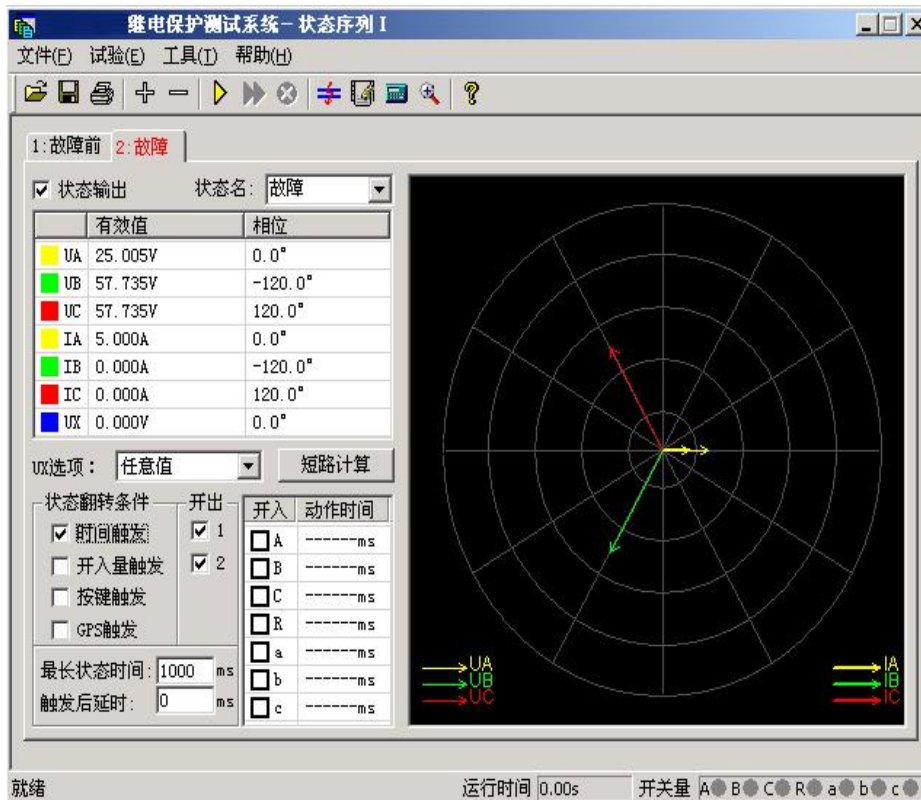 继电保护测试系统-状态序列 I
文件(F) 试验(E) 工具(T) 帮助(H)
1:故障前 2:故障
状态输出 状态名: 故障
有效值 相位
UA 25.005V 0.0°
UB 57.735V -120.0°
UC 57.735V 120.0°
IA 5.000A 0.0°
IB 0.000A -120.0°
IC 0.000A 120.0°
UX 0.000V 0.0°
UX选项: 任意值 短路计算
状态翻转条件 开出 开入 动作时间
时间触发 1 A ------ms
开入量触发 2 B ------ms
按键触发 C ------ms
GPS触发 R ------ms
最长状态时间: 1000 ms a ------ms
触发后延时: 0 ms b ------ms
c ------ms
UA IA
UB IB
UC IC
就绪 运行时间 0.00s 开关量 A B C R a b c